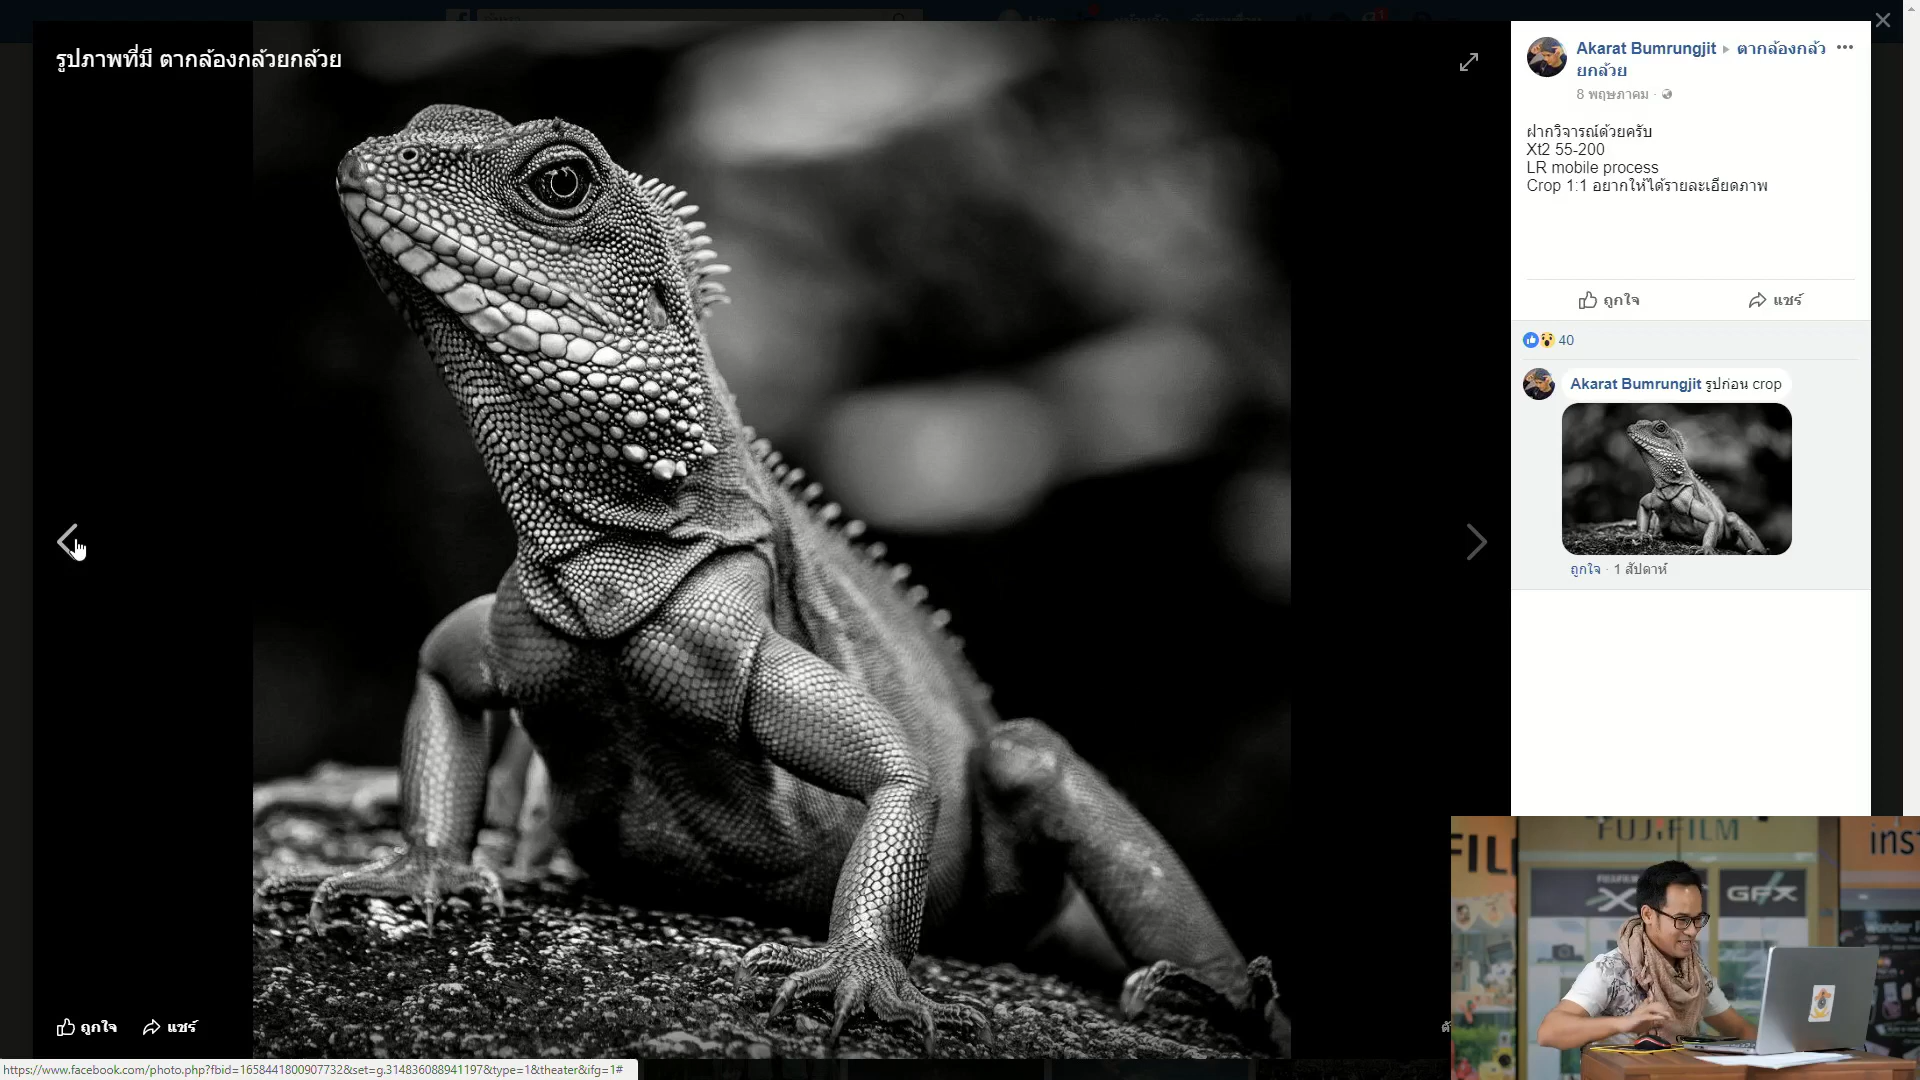 รูปภาพที่มี ตากล้องกล้วยกล้วย
Akarat Bumrungjit ▸ ตากล้องกล้ว
ยกล้วย
8 พฤษภาคม ·
ฝากวิจารณ์ด้วยครับ
Xt2 55-200
LR mobile process
Crop 1:1 อยากให้ได้รายละเอียดภาพ
ถูกใจ
แชร์
40
Akarat Bumrungjit รูปก่อน crop
ถูกใจ · 1 สัปดาห์
FUJIFILM
FIL
ins
FUJIFILM
X
GFX
ถูกใจ
แชร์
https://www.facebook.com/photo.php?fbid=1658441800907732&set=g.314836088941197&type=1&theater&ifg=1#